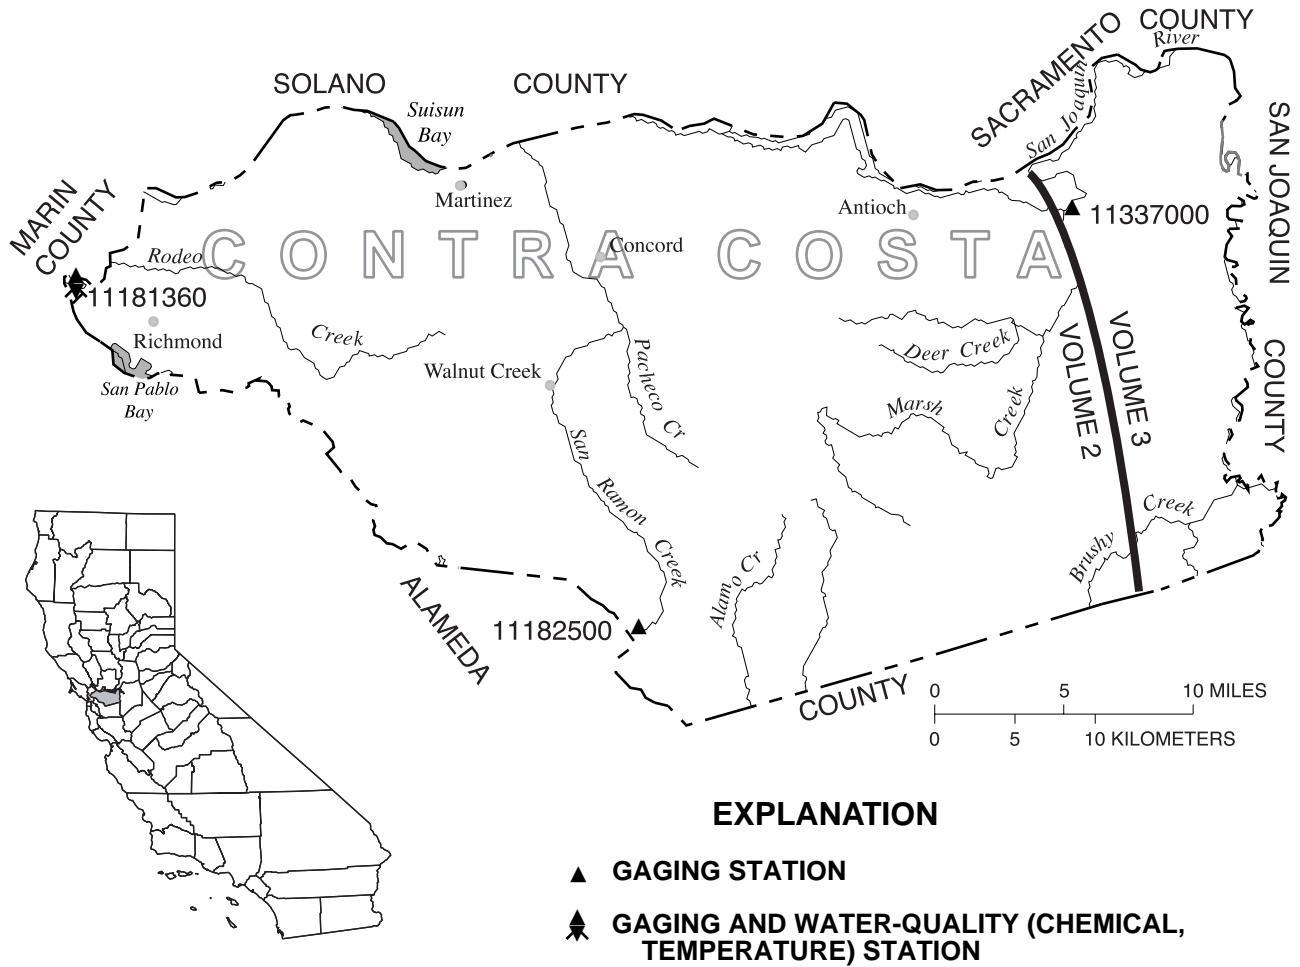 SACRAMENTO COUNTY
San Joaquin River
SOLANO COUNTY
Suisun
Bay
MARIN
COUNTY
SAN JOAQUIN COUNTY
Martinez
Antioch
11337000
CONTRA COSTA
Concord
Rodeo Creek
11181360
Richmond
San Pablo
Bay
Walnut Creek
Pacheco Cr
Deer Creek
Marsh Creek
VOLUME 2
VOLUME 3
San Ramon Creek
Alamo Cr
Brushy Creek
11182500
ALAMEDA COUNTY
0 5 10 MILES
0 5 10 KILOMETERS
EXPLANATION
GAGING STATION
GAGING AND WATER-QUALITY (CHEMICAL,
TEMPERATURE) STATION